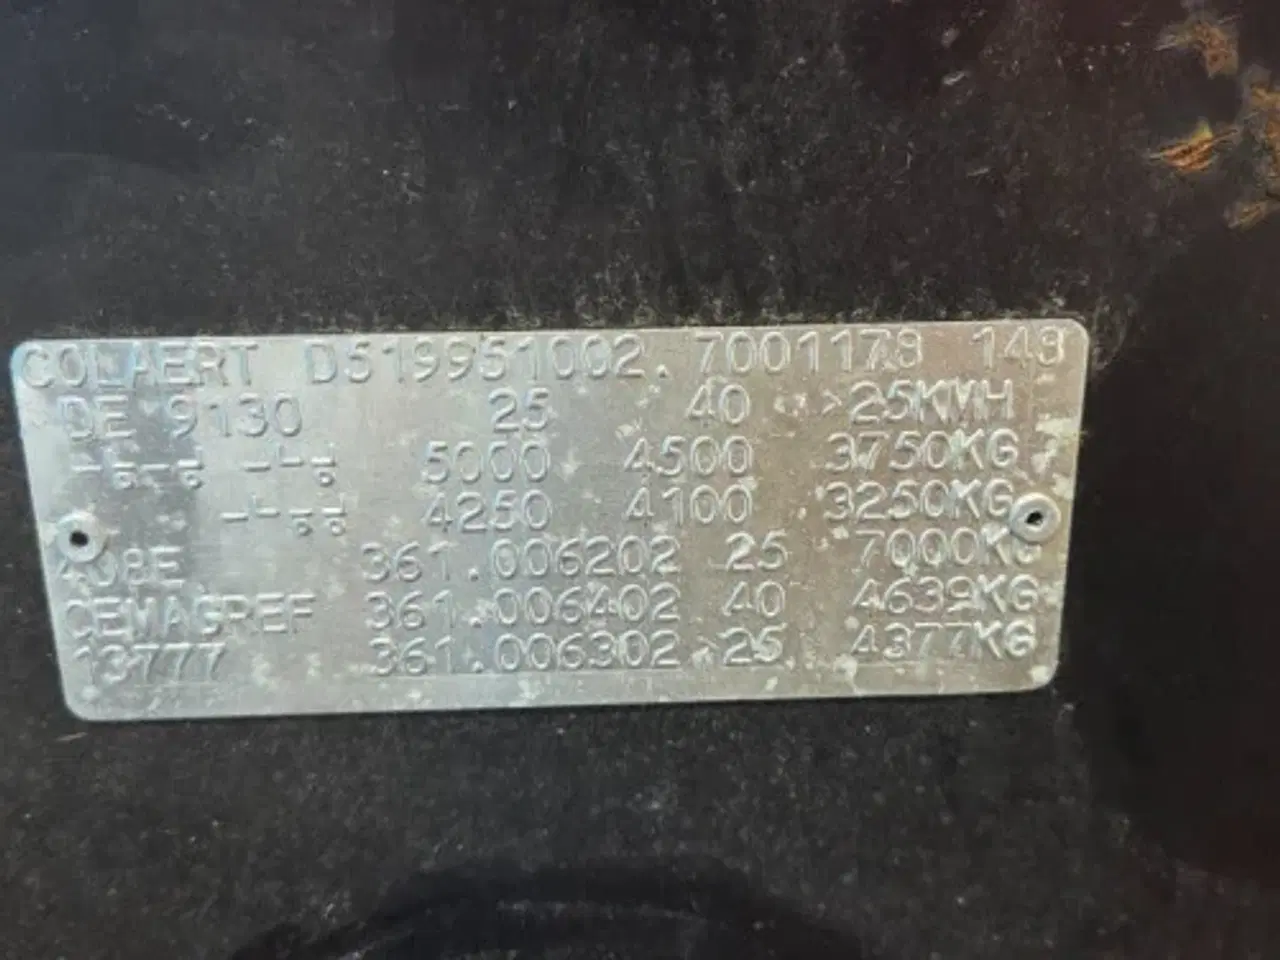 COLAERT D519951002.7001178 143
DE 9130 25 40 >25KMH
5000 4500 3750KG
4250 4100 3250KG
361.006202 25 7000KG
CEMAGREF 361.006402 40 4639KG
13777 361.006302 >25 4377KG